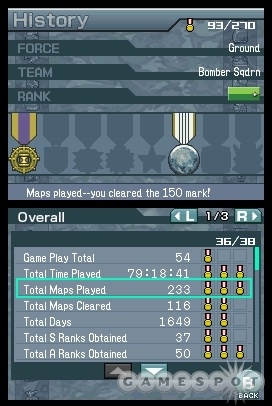 History
93/270
FORCE Ground
TEAM Bomber Sqdrn
RANK
Maps played--you cleared the 150 mark!
Overall L 1/3 R
36/38
Game Play Total 54
Total Time Played 79:18:41
Total Maps Played 233
Total Maps Cleared 116
Total Days 1649
Total S Ranks Obtained 37
Total A Ranks Obtained 50
GAMESPOT
BACK